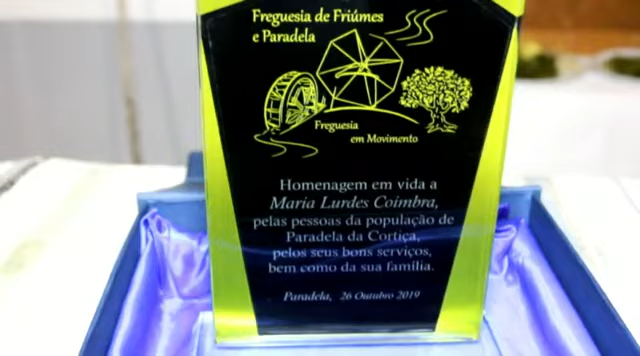 Freguesia de Friúmes
e Paradela
Freguesia
em Movimento
Homenagem em vida a
Maria Lurdes Coimbra,
pelas pessoas da população de
Paradela da Cortiça,
pelos seus bons serviços,
bem como da sua família.
Paradela, 26 Outubro 2019